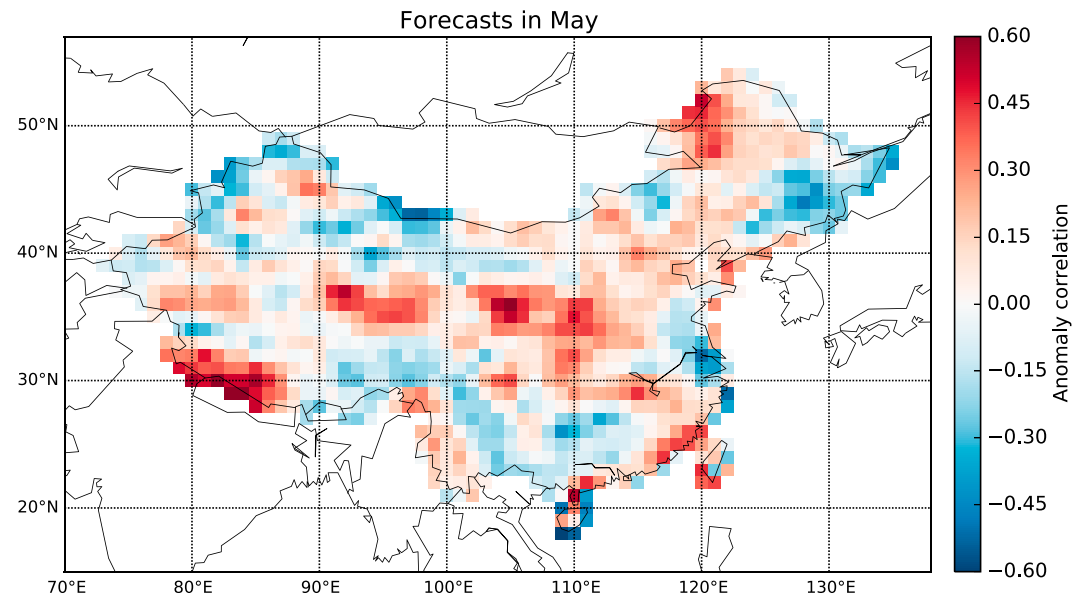 Forecasts in May
50°N
40°N
30°N
20°N
70°E
80°E
90°E
100°E
110°E
120°E
130°E
0.60
0.45
0.30
0.15
0.00
−0.15
−0.30
−0.45
−0.60
Anomaly correlation